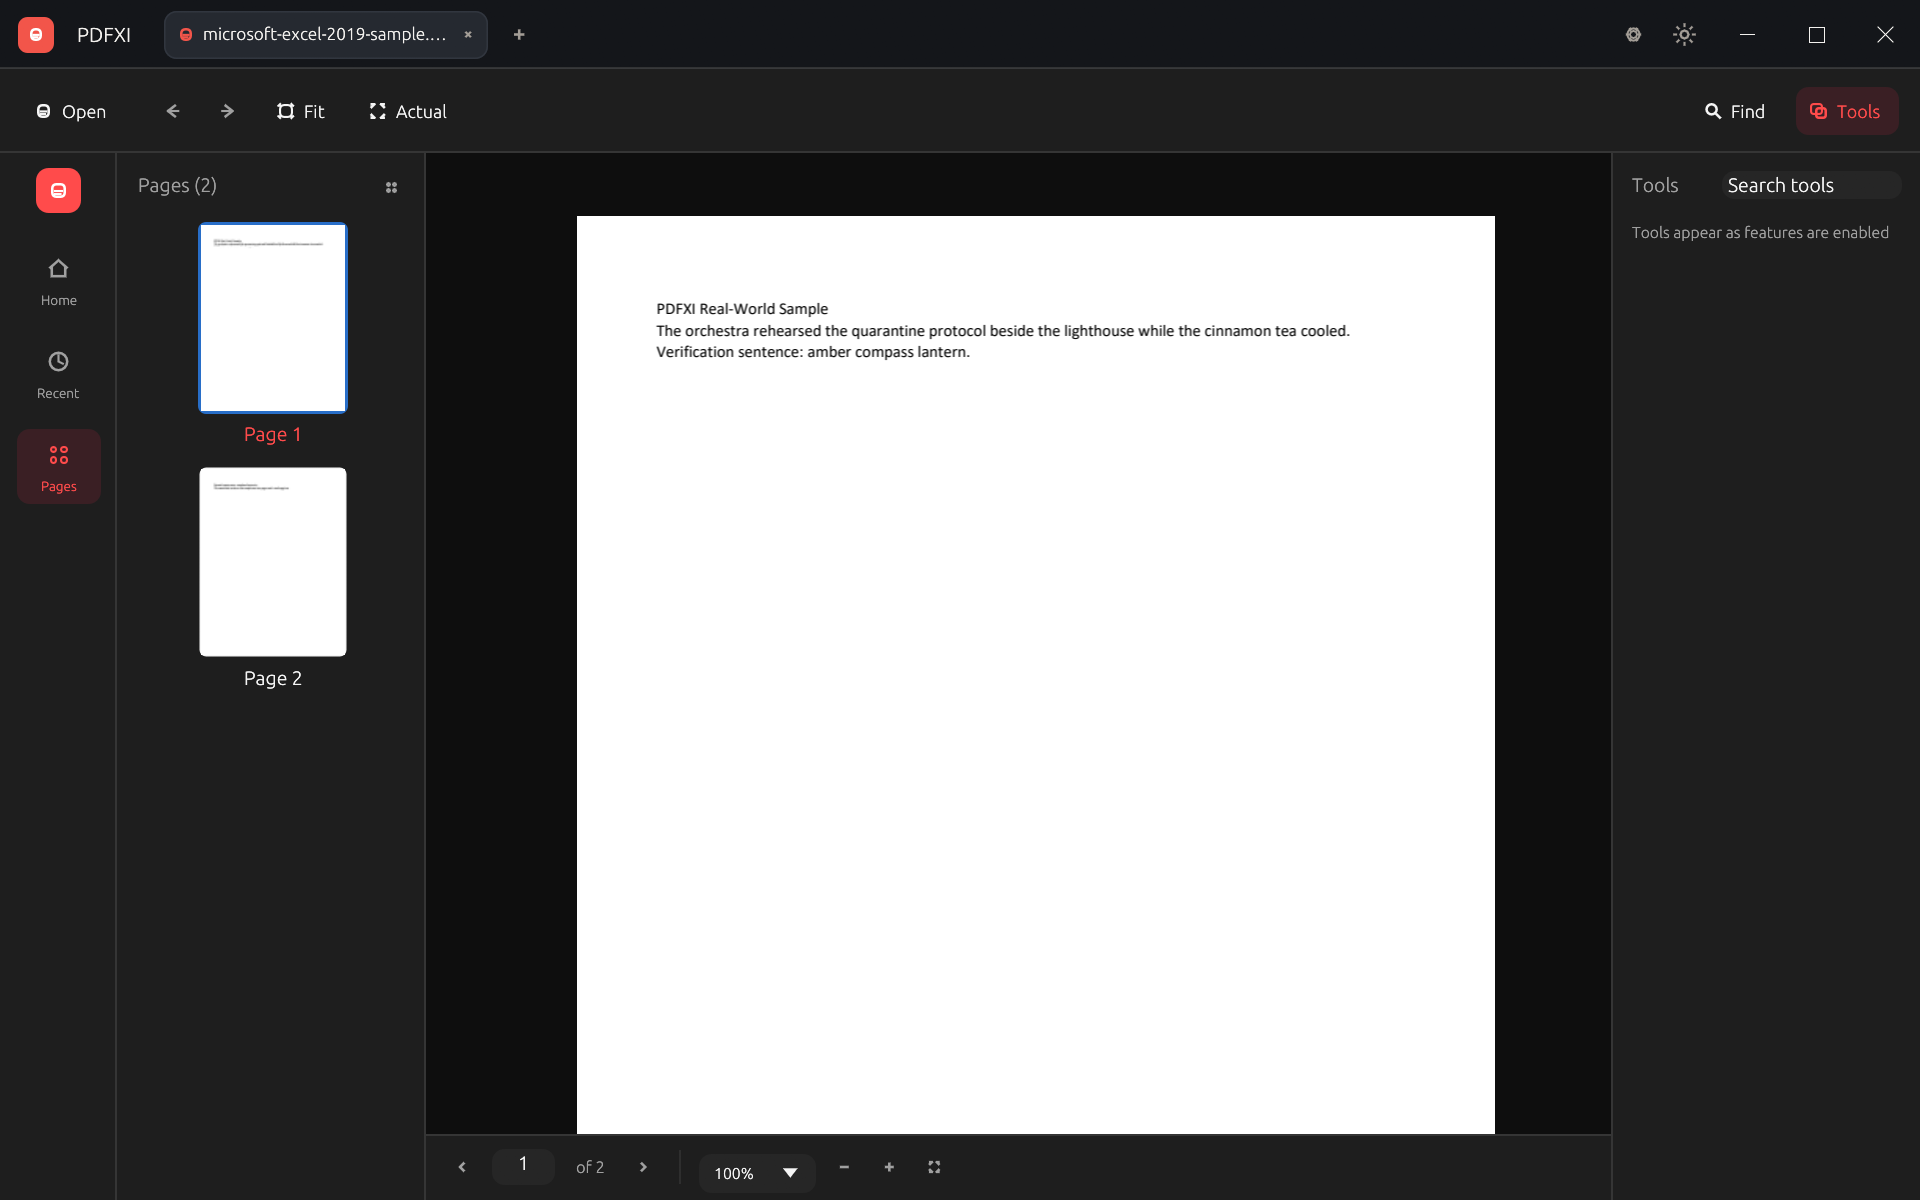 PDFXI
microsoft-excel-2019-sample....
Open
Fit
Actual
Find
Tools
Home
Recent
Pages
Pages (2)
Page 1
Page 2
PDFXI Real-World Sample
The orchestra rehearsed the quarantine protocol beside the lighthouse while the cinnamon tea cooled.
Verification sentence: amber compass lantern.
Tools
Search tools
Tools appear as features are enabled
1 of 2
100%